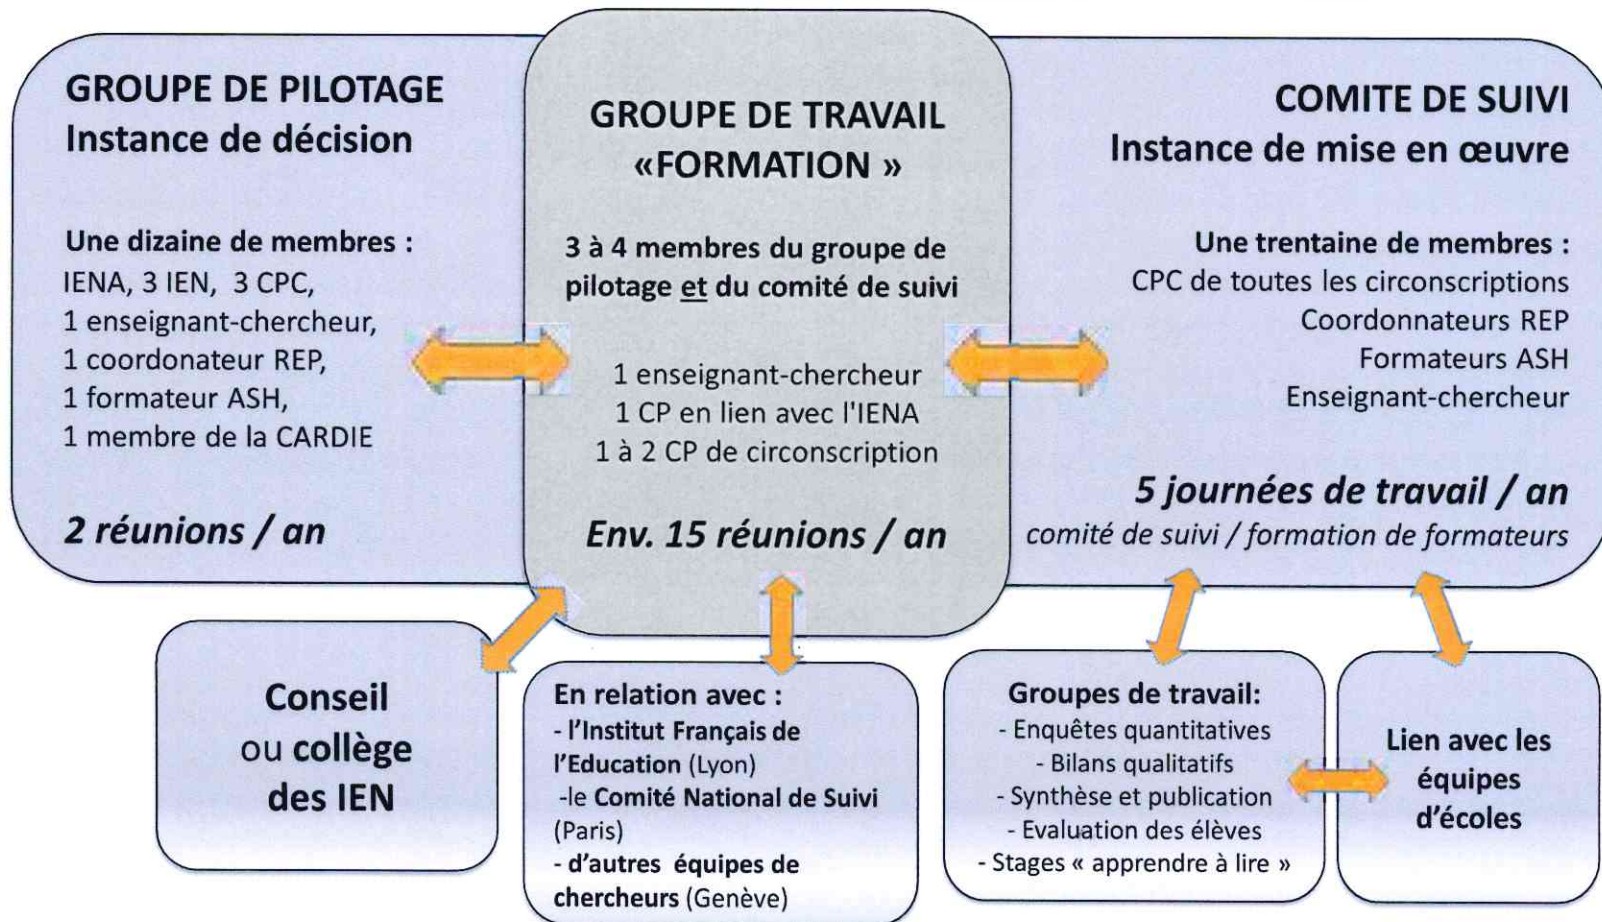 GROUPE DE PILOTAGE
Instance de décision
Une dizaine de membres :
IENA, 3 IEN,  3 CPC,
1 enseignant-chercheur,
1 coordonateur REP,
1 formateur ASH,
1 membre de la CARDIE
2 réunions / an
GROUPE DE TRAVAIL
«FORMATION »
3 à 4 membres du groupe de
pilotage et du comité de suivi
1 enseignant-chercheur
1 CP en lien avec l'IENA
1 à 2 CP de circonscription
Env. 15 réunions / an
COMITE DE SUIVI
Instance de mise en œuvre
Une trentaine de membres :
CPC de toutes les circonscriptions
Coordonnateurs REP
Formateurs ASH
Enseignant-chercheur
5 journées de travail / an
comité de suivi / formation de formateurs
Conseil
ou collège
des IEN
En relation avec :
- l'Institut Français de
l'Education (Lyon)
-le Comité National de Suivi
(Paris)
- d'autres  équipes de
chercheurs (Genève)
Groupes de travail:
- Enquêtes quantitatives
- Bilans qualitatifs
- Synthèse et publication
- Evaluation des élèves
- Stages « apprendre à lire »
Lien avec les
équipes
d'écoles